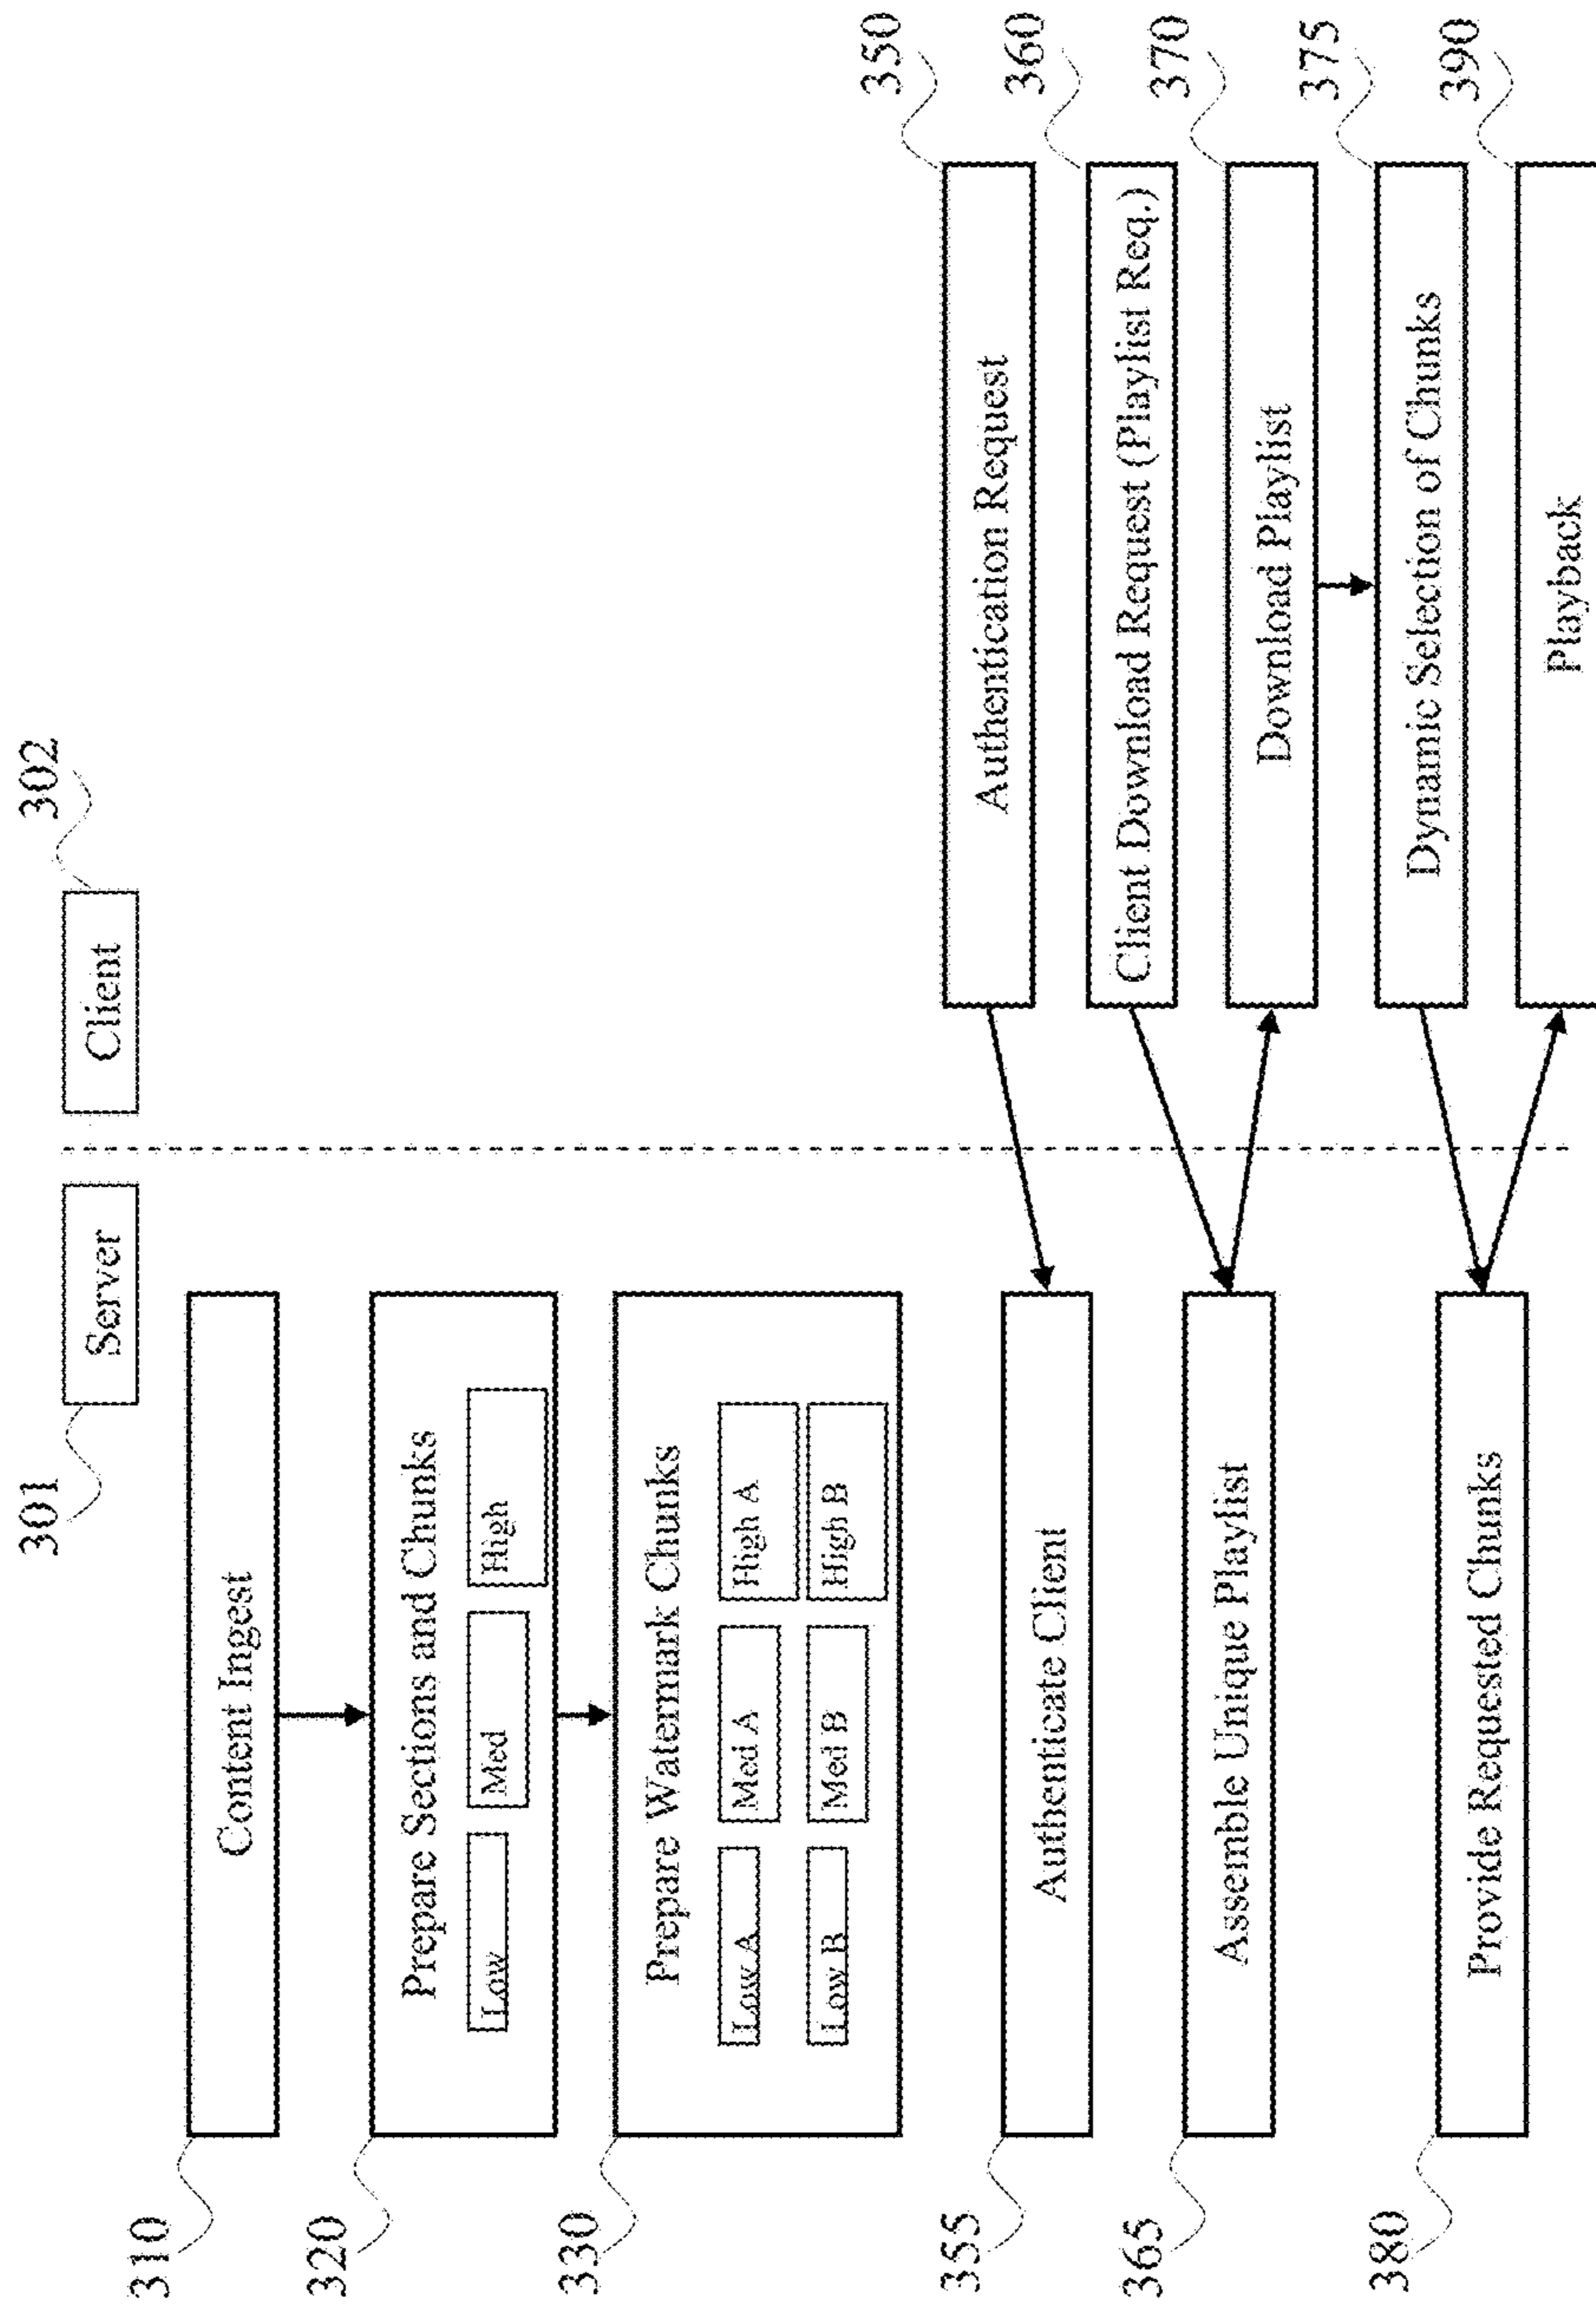 301
Server
Client
302
310
Content Ingest
320
Prepare Sections and Chunks
Low
Med
High
330
Prepare Watermark Chunks
Low A
Med A
High A
Low B
Med B
High B
Authentication Request
350
355
Authenticate Client
Client Download Request (Playlist Req.)
360
365
Assemble Unique Playlist
Download Playlist
370
Dynamic Selection of Chunks
375
380
Provide Requested Chunks
Playback
390